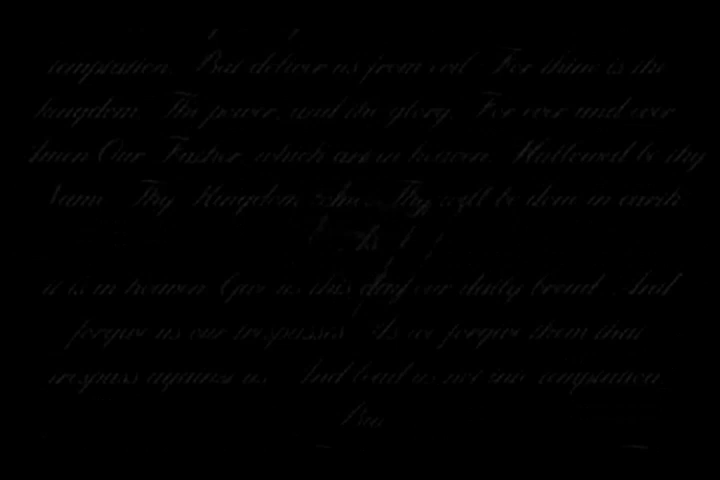 temptation. But deliver us from evil. For thine is the
kingdom. The power, and the glory. For ever and ever
Amen Our Father, which art in heaven, Hallowed be thy
Name. Thy Kingdom come. Thy will be done in earth
As
it is in heaven. Give us this day our daily bread. And
forgive us our trespasses. As we forgive them that
trespass against us. And lead us not into temptation
But